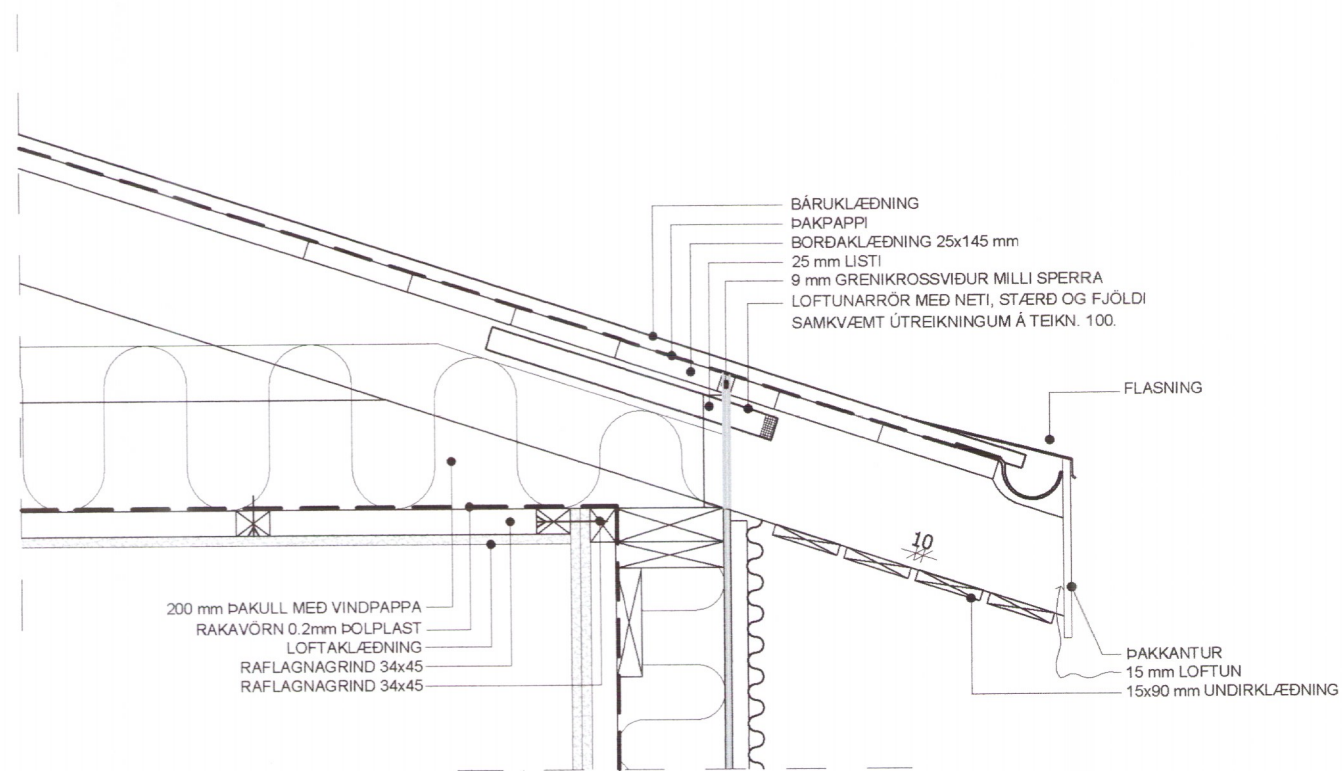 BÁRUKLÆÐNING
ÞAKPAPPI
BORÐAKLÆÐNING 25x145 mm
25 mm LISTI
9 mm GRENIKROSSVIÐUR MILLI SPERRA
LOFTUNARRÖR MEÐ NETI, STÆRÐ OG FJÖLDI
SAMKVÆMT ÚTREIKNINGUM Á TEIKN. 100.
FLASNING
10
200 mm ÞAKULL MEÐ VINDPAPPA
RAKAVÖRN 0.2mm ÞOLPLAST
LOFTAKLÆÐNING
RAFLAGNAGRIND 34x45
RAFLAGNAGRIND 34x45
ÞAKKANTUR
15 mm LOFTUN
15x90 mm UNDIRKLÆÐNING